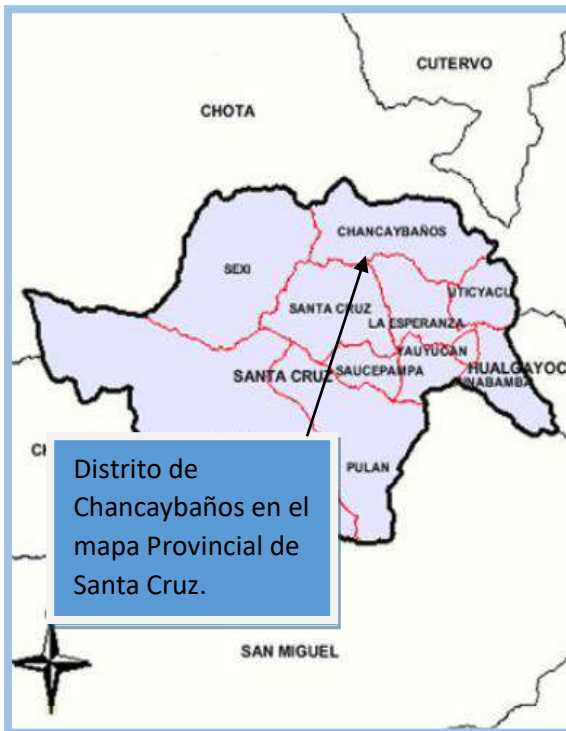 CUTERVO
CHOTA
CHANCAYBAÑOS
SEXI
UTICYACU
SANTA CRUZ
LA ESPERANZA
YAUYUCAN
HUALGAYOC
SANTA CRUZ
SAUCEPAMPA
NABAMBA
PULAN
Distrito de
Chancaybaños en el
mapa Provincial de
Santa Cruz.
SAN MIGUEL